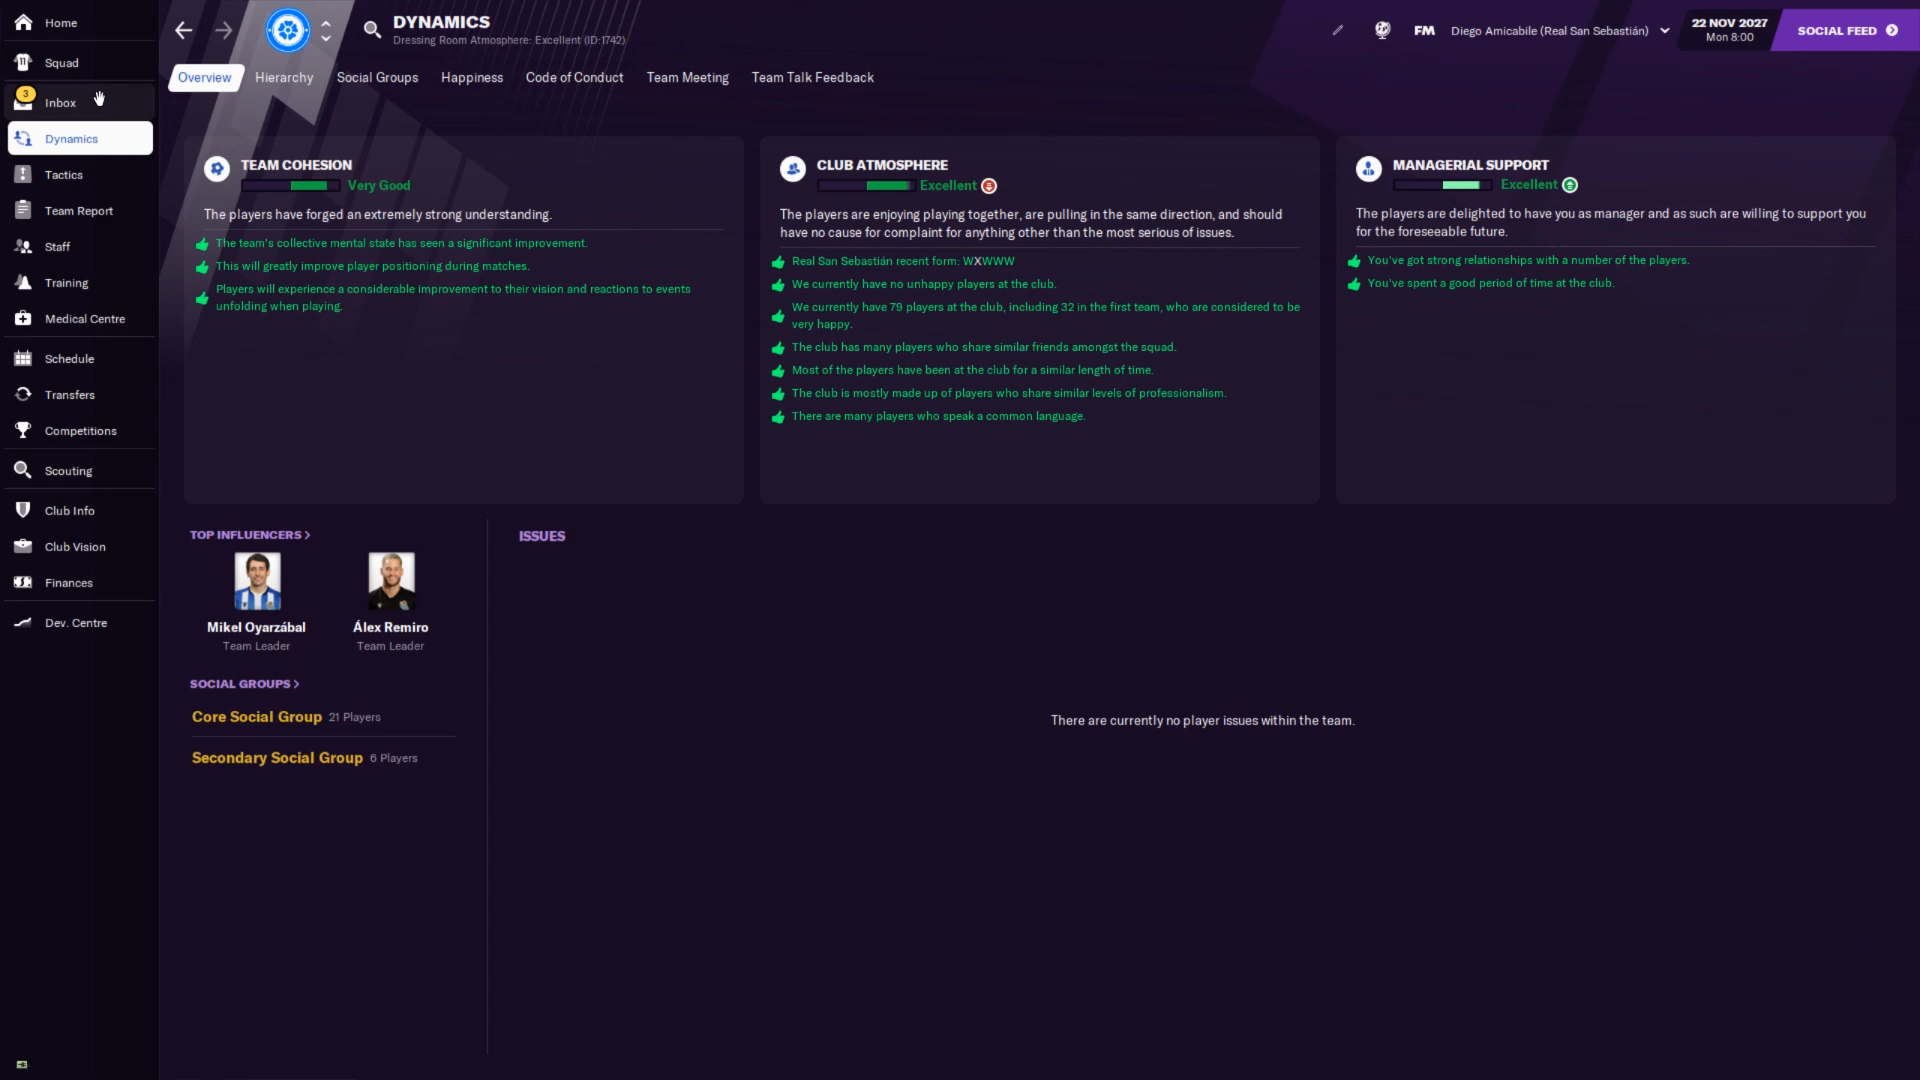 Home
Squad
3
Inbox
Dynamics
Tactics
Team Report
Staff
Training
Medical Centre
Schedule
Transfers
Competitions
Scouting
Club Info
Club Vision
Finances
Dev. Centre
DYNAMICS
Dressing Room Atmosphere: Excellent (ID:1742)
FM
Diego Amicabile (Real San Sebastián)
22 NOV 2027
Mon 8:00
SOCIAL FEED
Overview
Hierarchy
Social Groups
Happiness
Code of Conduct
Team Meeting
Team Talk Feedback
TEAM COHESION
Very Good
The players have forged an extremely strong understanding.
The team's collective mental state has seen a significant improvement.
This will greatly improve player positioning during matches.
Players will experience a considerable improvement to their vision and reactions to events
unfolding when playing.
CLUB ATMOSPHERE
Excellent
The players are enjoying playing together, are pulling in the same direction, and should
have no cause for complaint for anything other than the most serious of issues.
Real San Sebastián recent form: WXWWW
We currently have no unhappy players at the club.
We currently have 79 players at the club, including 32 in the first team, who are considered to be
very happy.
The club has many players who share similar friends amongst the squad.
Most of the players have been at the club for a similar length of time.
The club is mostly made up of players who share similar levels of professionalism.
There are many players who speak a common language.
MANAGERIAL SUPPORT
Excellent
The players are delighted to have you as manager and as such are willing to support you
for the foreseeable future.
You've got strong relationships with a number of the players.
You've spent a good period of time at the club.
TOP INFLUENCERS >
Mikel Oyarzábal
Team Leader
Álex Remiro
Team Leader
SOCIAL GROUPS >
Core Social Group 21 Players
Secondary Social Group 6 Players
ISSUES
There are currently no player issues within the team.